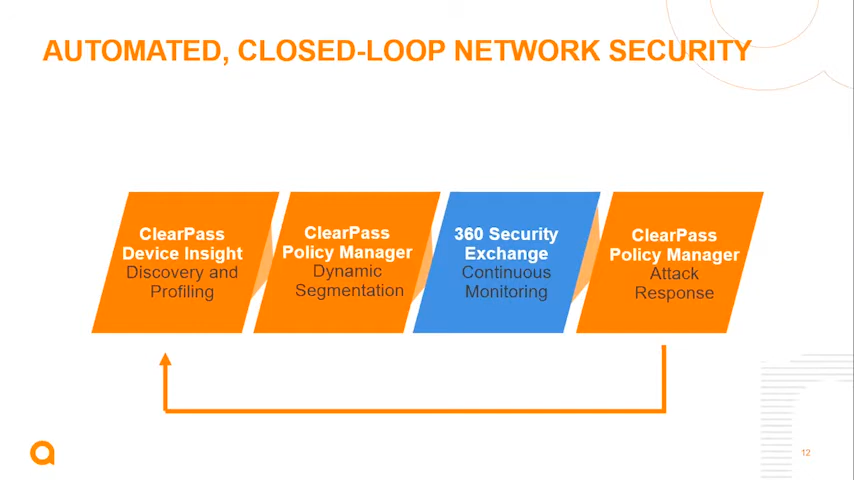 AUTOMATED, CLOSED-LOOP NETWORK SECURITY
ClearPass
Device Insight
Discovery and
Profiling
ClearPass
Policy Manager
Dynamic
Segmentation
360 Security
Exchange
Continuous
Monitoring
ClearPass
Policy Manager
Attack
Response
12